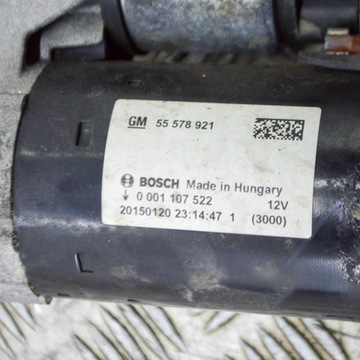 GM 55 578 921
BOSCH Made in Hungary
0 001 107 522 12V
20150120 23:14:47 1 (3000)